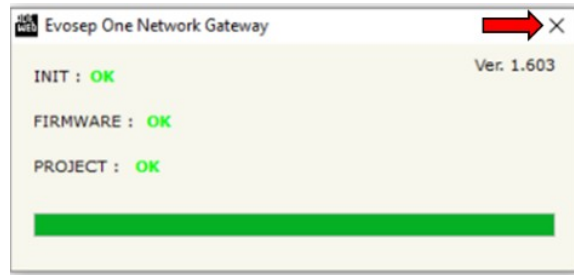 Evosep One Network Gateway
Ver. 1.603
INIT : OK
FIRMWARE : OK
PROJECT : OK